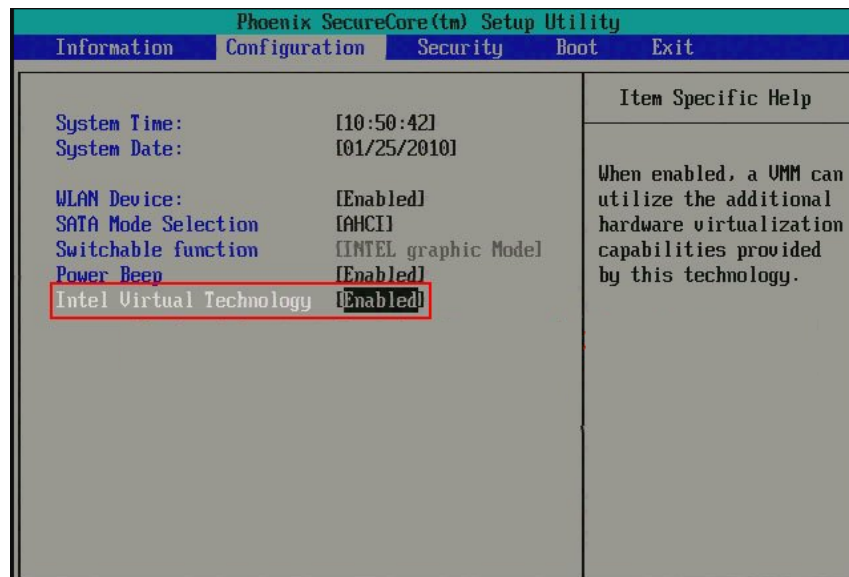 Phoenix SecureCore(tm) Setup Utility
Information Configuration Security Boot Exit
System Time: [10:50:42]
System Date: [01/25/2010]
WLAN Device: [Enabled]
SATA Mode Selection [AHCI]
Switchable function [INTEL graphic Mode]
Power Beep [Enabled]
Intel Virtual Technology [Enabled]
Item Specific Help
When enabled, a VMM can
utilize the additional
hardware virtualization
capabilities provided
by this technology.